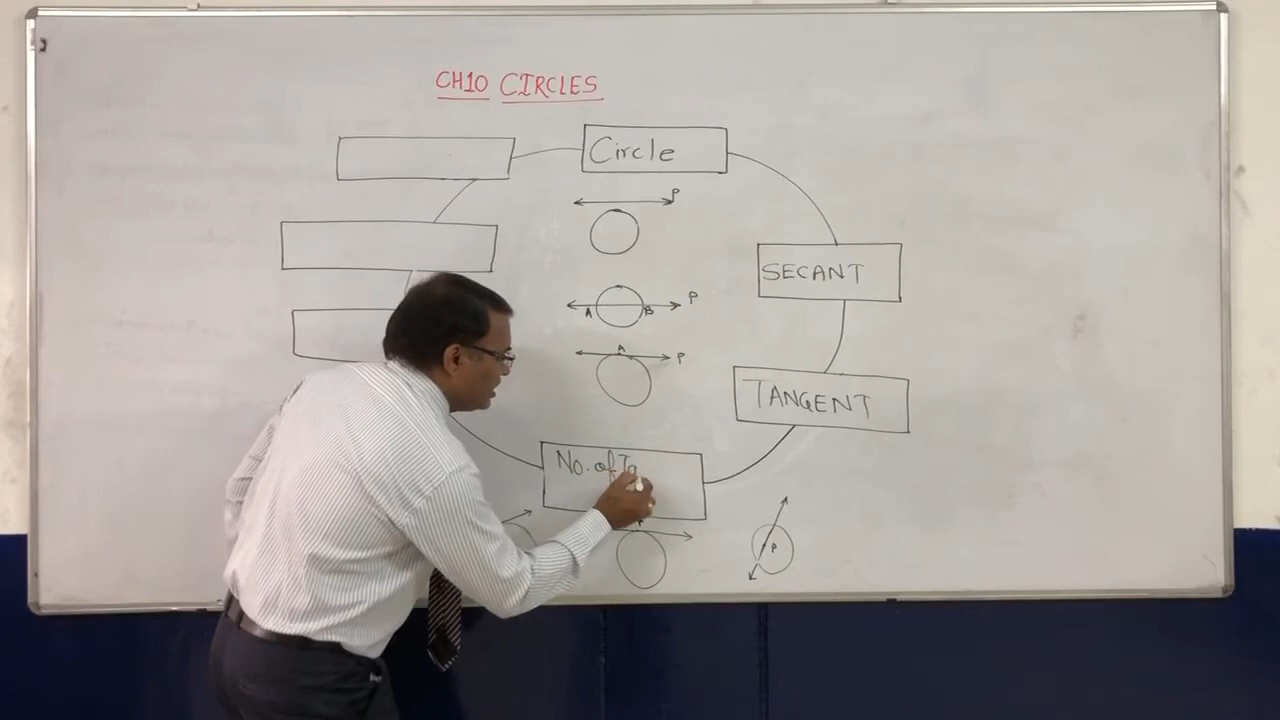 CH10 CIRCLES
Circle
P
SECANT
A B P
A P
TANGENT
No. of Ta
P